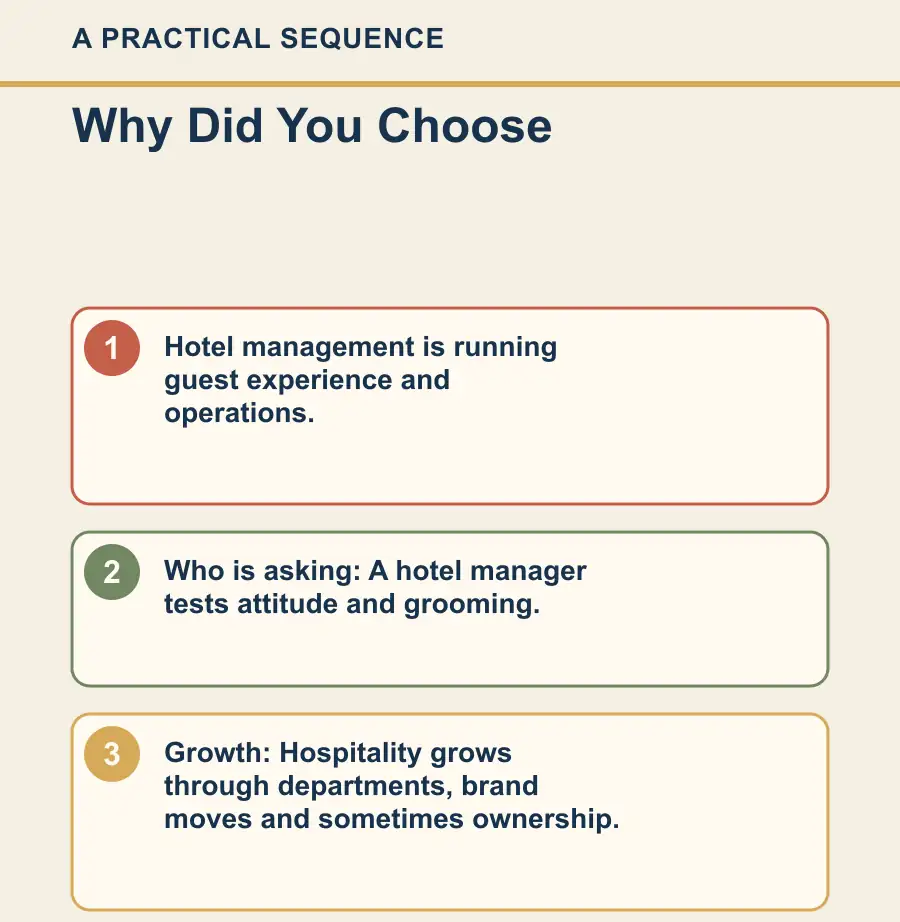 A PRACTICAL SEQUENCE
Why Did You Choose
1
Hotel management is running
guest experience and
operations.
2
Who is asking: A hotel manager
tests attitude and grooming.
3
Growth: Hospitality grows
through departments, brand
moves and sometimes ownership.